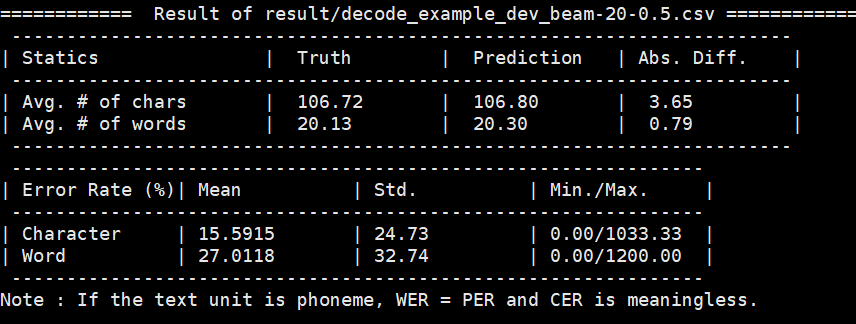 ============  Result of result/decode_example_dev_beam-20-0.5.csv ============
 -----------------------------------------------------------------------
| Statics               |  Truth        |  Prediction   |  Abs. Diff.    |
 -----------------------------------------------------------------------
| Avg. # of chars       |  106.72       |  106.80       |   3.65         |
| Avg. # of words       |  20.13        |  20.30        |   0.79         |
 -----------------------------------------------------------------------
 ---------------------------------------------------------------
| Error Rate (%)| Mean          | Std.          | Min./Max.     |
 ---------------------------------------------------------------
| Character     | 15.5915       | 24.73         | 0.00/1033.33  |
| Word          | 27.0118       | 32.74         | 0.00/1200.00  |
 ---------------------------------------------------------------
Note : If the text unit is phoneme, WER = PER and CER is meaningless.